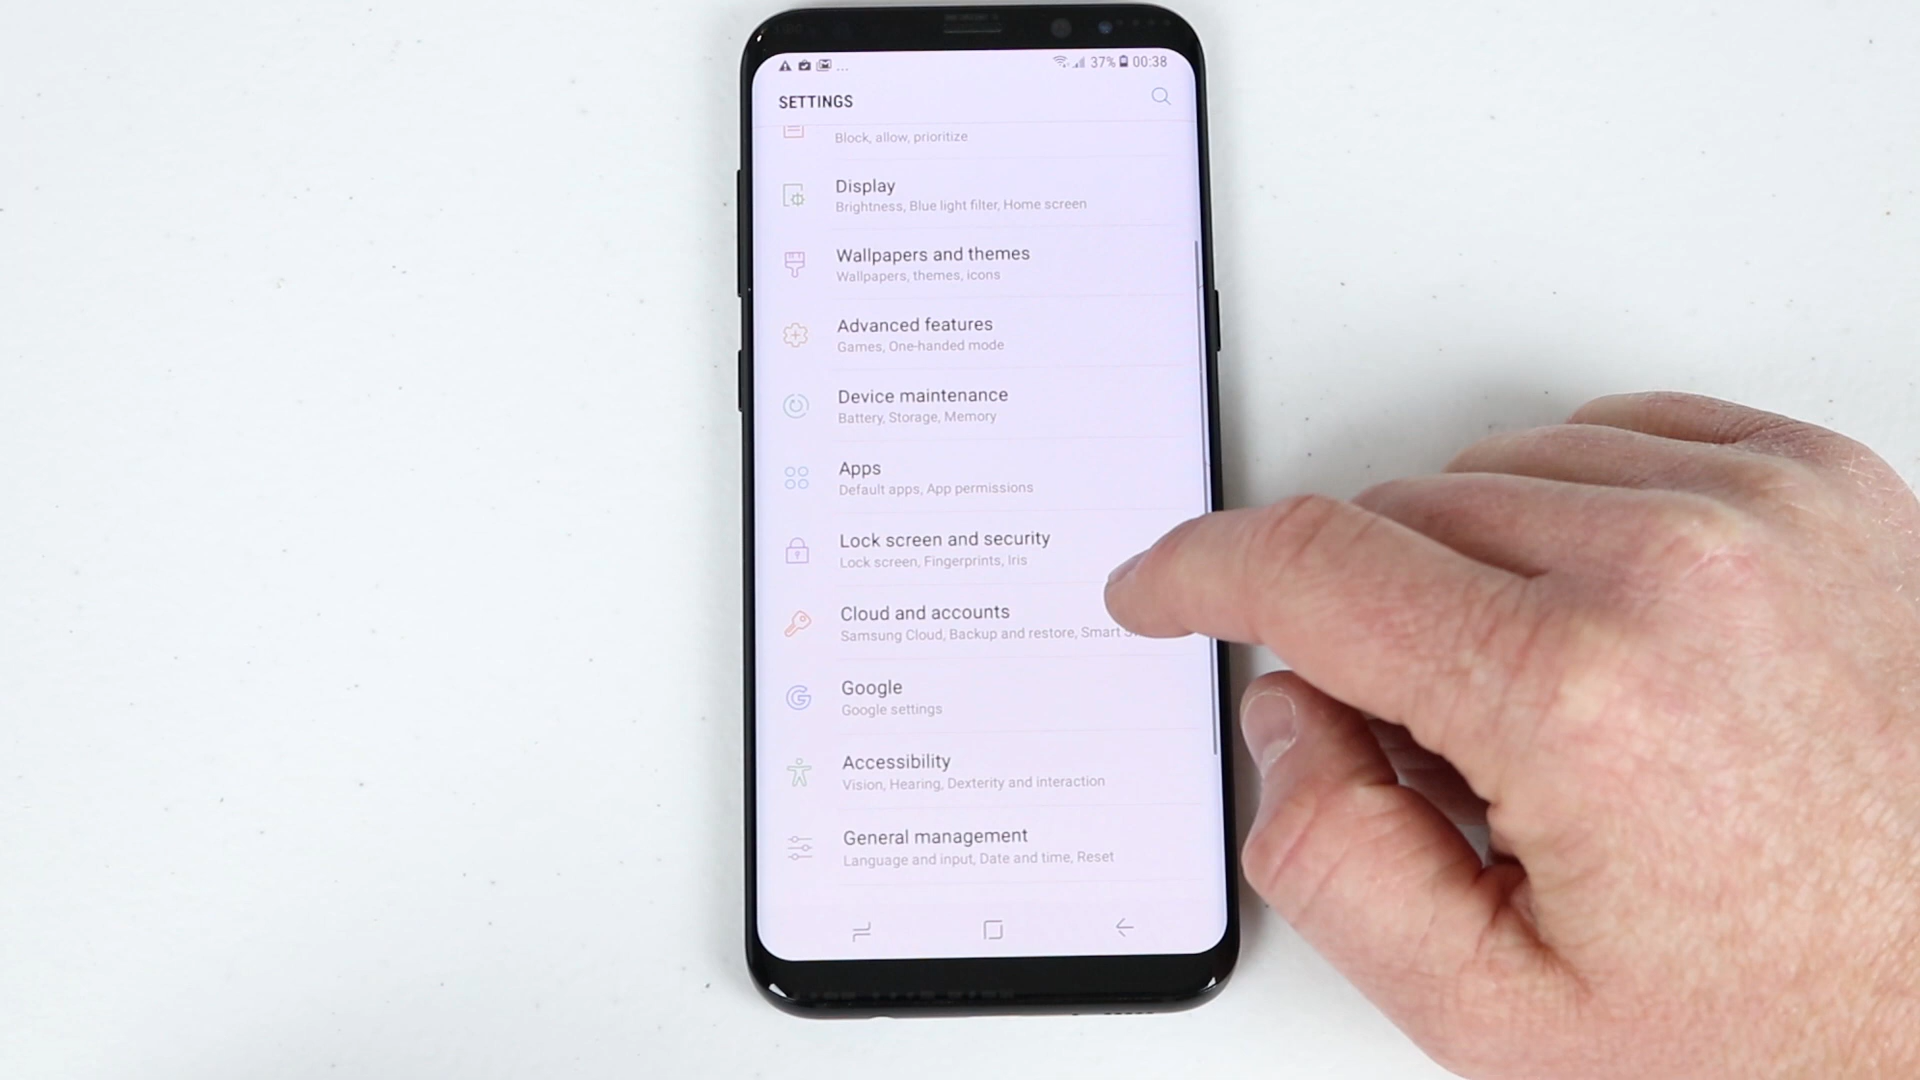 37% 00:38
SETTINGS
Block, allow, prioritize
Display
Brightness, Blue light filter, Home screen
Wallpapers and themes
Wallpapers, themes, icons
Advanced features
Games, One-handed mode
Device maintenance
Battery, Storage, Memory
Apps
Default apps, App permissions
Lock screen and security
Lock screen, Fingerprints, Iris
Cloud and accounts
Samsung Cloud, Backup and restore, Smart
Google
Google settings
Accessibility
Vision, Hearing, Dexterity and interaction
General management
Language and input, Date and time, Reset